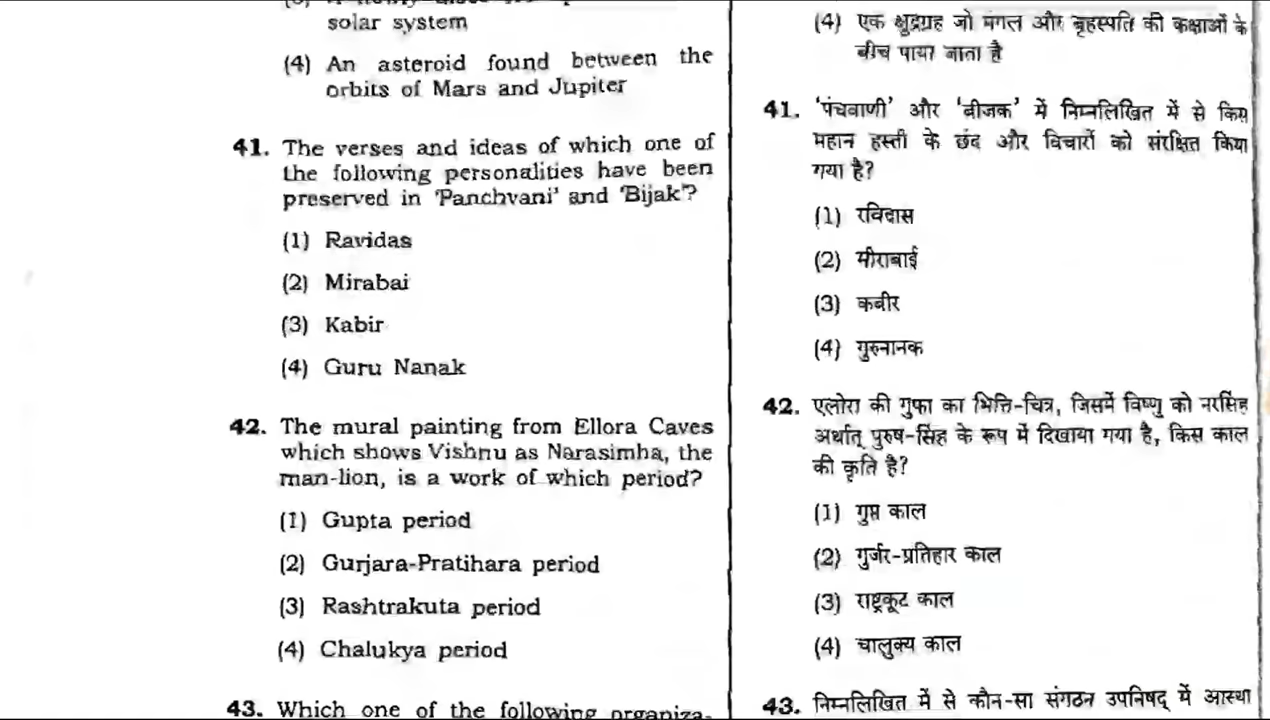 solar system
(4) An asteroid found between the
orbits of Mars and Jupiter
41. The verses and ideas of which one of
the following personalities have been
preserved in 'Panchvani' and 'Bijak'?
(1) Ravidas
(2) Mirabai
(3) Kabir
(4) Guru Nanak
42. The mural painting from Ellora Caves
which shows Vishnu as Narasimha, the
man-lion, is a work of which period?
(1) Gupta period
(2) Gurjara-Pratihara period
(3) Rashtrakuta period
(4) Chalukya period
43. Which one of the following organiza-
(4) एक क्षुद्रग्रह जो मंगल और बृहस्पति की कक्षाओं के
बीच पाया जाता है
41. 'पंचवाणी' और 'बीजक' में निम्नलिखित में से किस
महान हस्ती के छंद और विचारों को संरक्षित किया
गया है?
(1) रविदास
(2) मीराबाई
(3) कबीर
(4) गुरुनानक
42. एलोरा की गुफा का भित्ति-चित्र, जिसमें विष्णु को नरसिंह
अर्थात् पुरुष-सिंह के रूप में दिखाया गया है, किस काल
की कृति है?
(1) गुप्त काल
(2) गुर्जर-प्रतिहार काल
(3) राष्ट्रकूट काल
(4) चालुक्य काल
43. निम्नलिखित में से कौन-सा संगठन उपनिषद् में आस्था